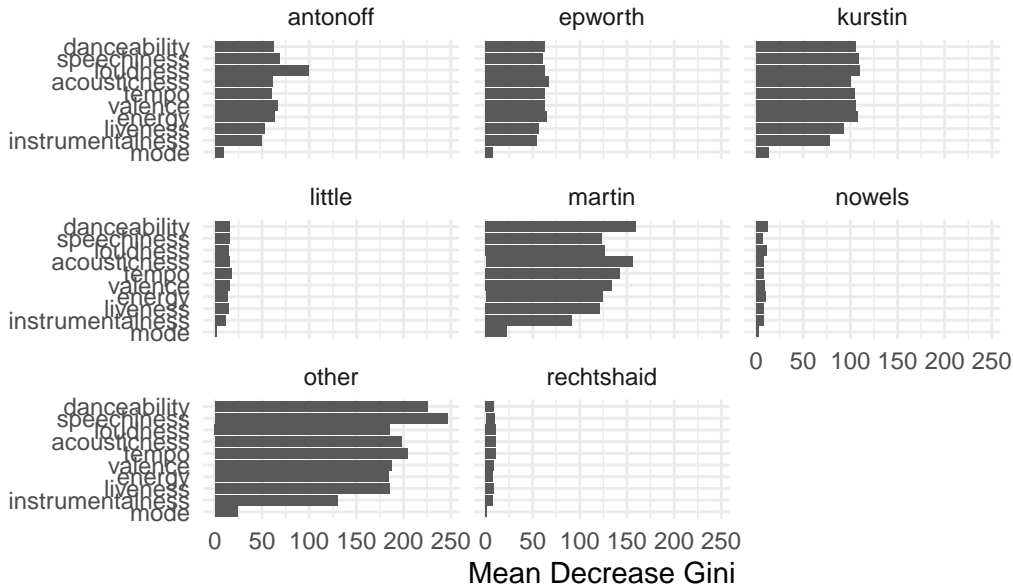 antonoff epworth kurstin
danceability
speechiness
loudness
acousticness
tempo
valence
energy
liveness
instrumentalness
mode
little martin nowels
danceability
speechiness
loudness
acousticness
tempo
valence
energy
liveness
instrumentalness
mode
0 50 100 150 200 250
other rechtshaid
danceability
speechiness
loudness
acousticness
tempo
valence
energy
liveness
instrumentalness
mode
0 50 100 150 200 250 0 50 100 150 200 250
Mean Decrease Gini